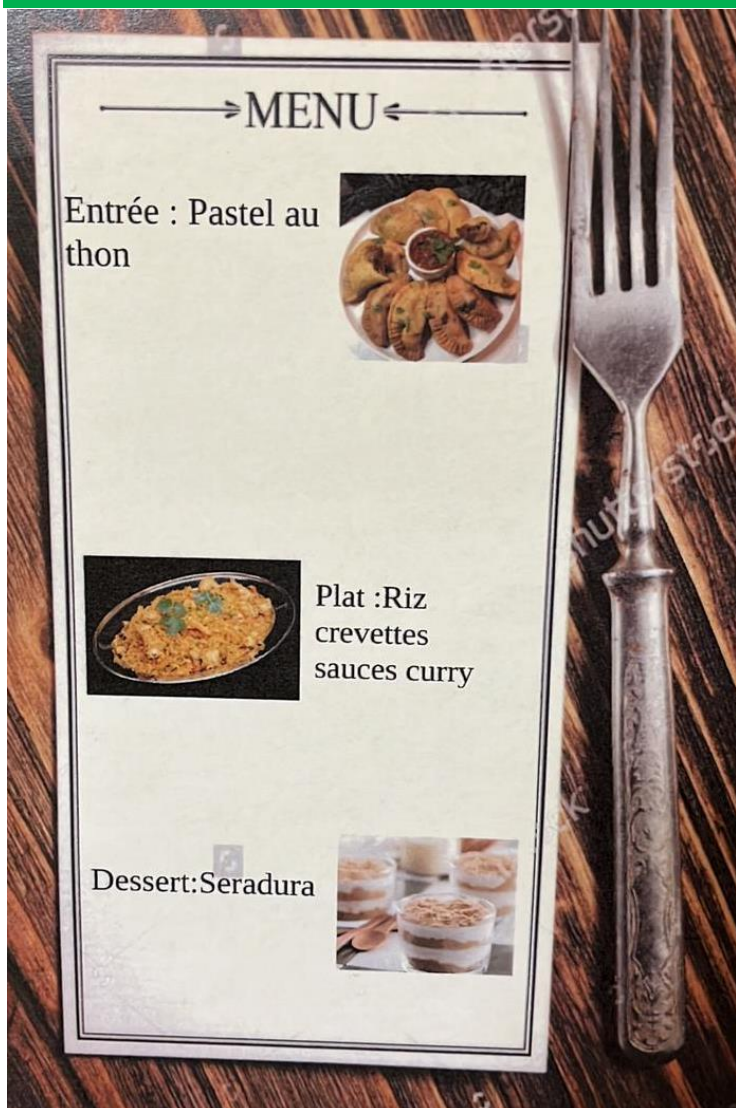 MENU
Entrée : Pastel au
thon
Plat :Riz
crevettes
sauces curry
Dessert:Seradura